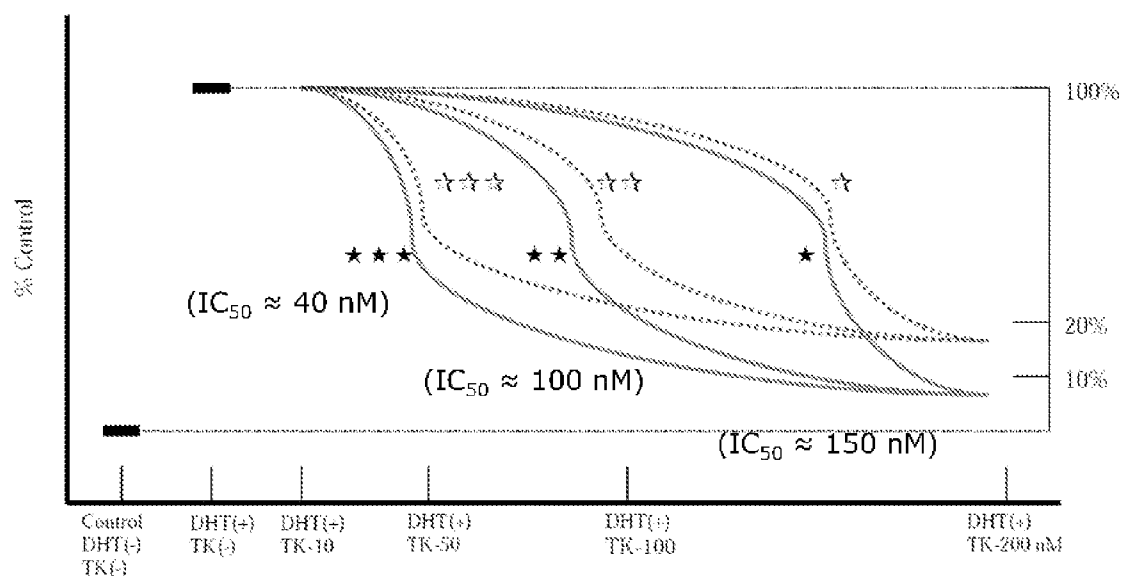 % Control
100%
☆☆☆
☆☆
☆
★★★
★★
★
(IC50 ≈ 40 nM)
20%
(IC50 ≈ 100 nM)
10%
(IC50 ≈ 150 nM)
Control
DHT(-)
TK(-)
DHT(+)
TK(-)
DHT(+)
TK-10
DHT(+)
TK-50
DHT(+)
TK-100
DHT(+)
TK-200 nM